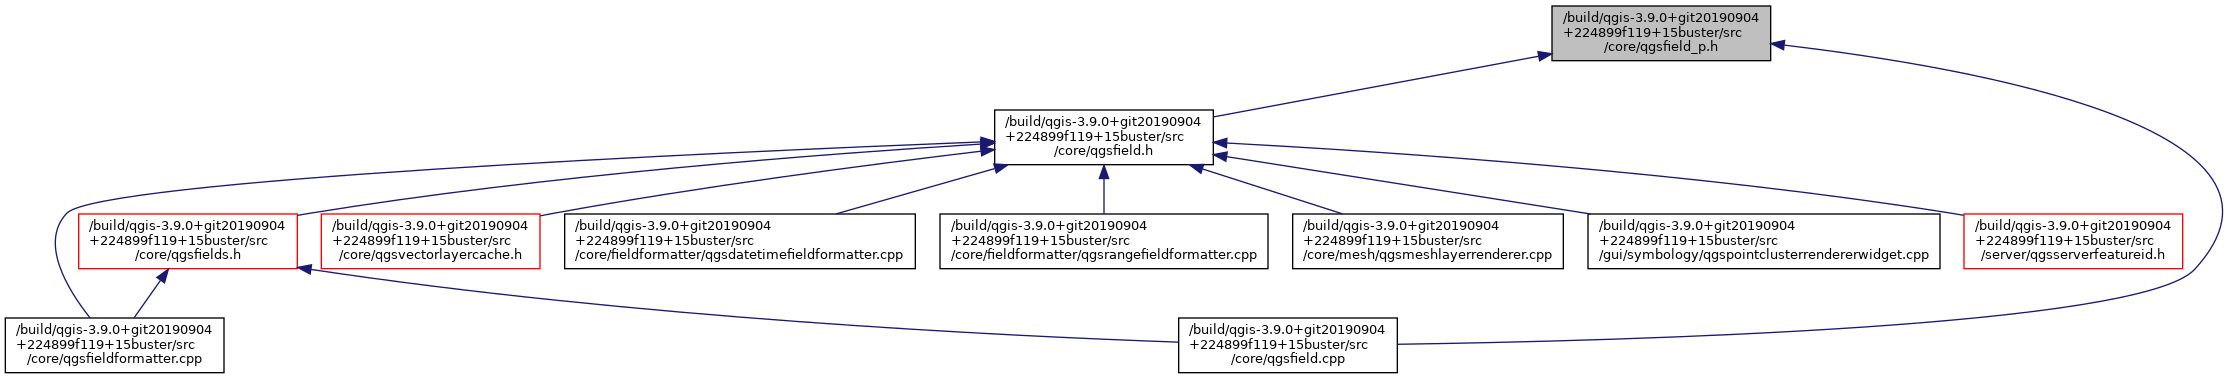 /build/qgis-3.9.0+git20190904
+224899f119+15buster/src
/core/qgsfield_p.h
/build/qgis-3.9.0+git20190904
+224899f119+15buster/src
/core/qgsfield.h
/build/qgis-3.9.0+git20190904
+224899f119+15buster/src
/core/qgsfields.h
/build/qgis-3.9.0+git20190904
+224899f119+15buster/src
/core/qgsvectorlayercache.h
/build/qgis-3.9.0+git20190904
+224899f119+15buster/src
/core/fieldformatter/qgsdatetimefieldformatter.cpp
/build/qgis-3.9.0+git20190904
+224899f119+15buster/src
/core/fieldformatter/qgsrangefieldformatter.cpp
/build/qgis-3.9.0+git20190904
+224899f119+15buster/src
/core/mesh/qgsmeshlayerrenderer.cpp
/build/qgis-3.9.0+git20190904
+224899f119+15buster/src
/gui/symbology/qgspointclusterrendererwidget.cpp
/build/qgis-3.9.0+git20190904
+224899f119+15buster/src
/server/qgsserverfeatureid.h
/build/qgis-3.9.0+git20190904
+224899f119+15buster/src
/core/qgsfieldformatter.cpp
/build/qgis-3.9.0+git20190904
+224899f119+15buster/src
/core/qgsfield.cpp